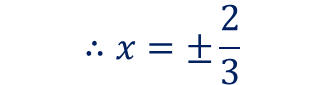 ∴ x = ± 2/3